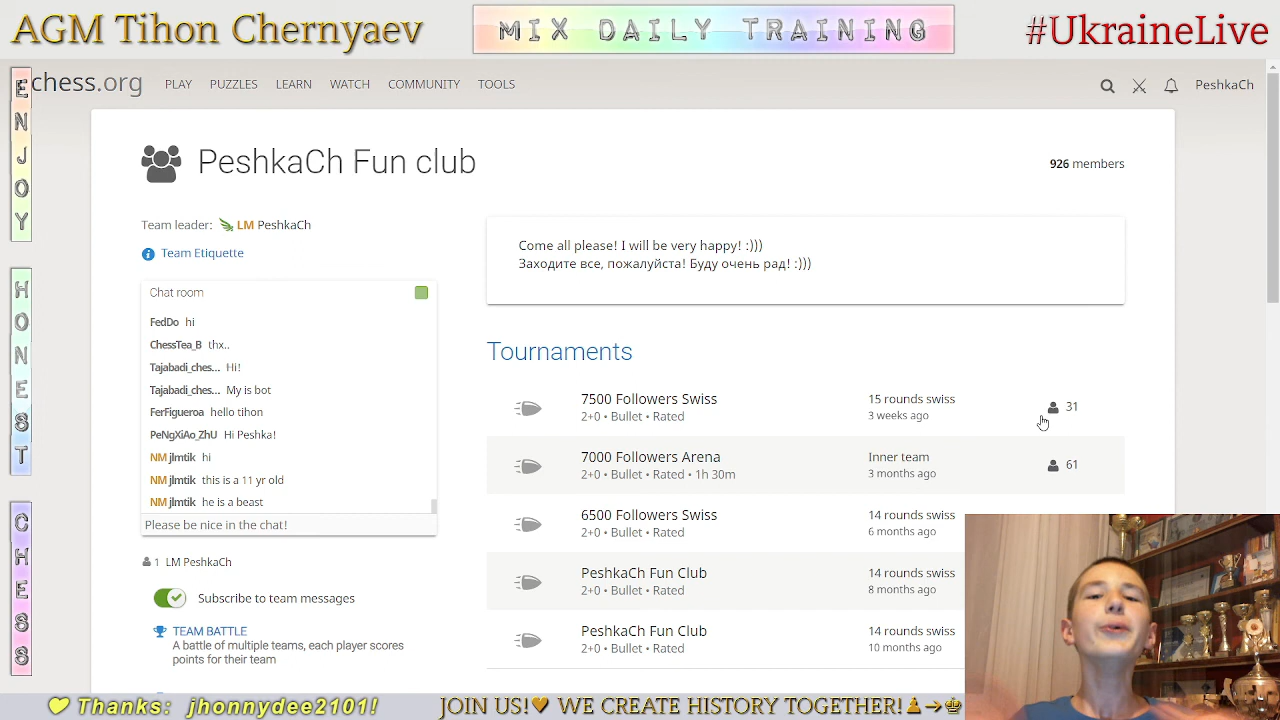 AGM Tihon Chernyaev
MIX DAILY TRAINING
#UkraineLive
ENJOY
HONEST
CHESS
chess.org
PLAY
PUZZLES
LEARN
WATCH
COMMUNITY
TOOLS
PeshkaCh
PeshkaCh Fun club
926 members
Team leader: LM PeshkaCh
Team Etiquette
Come all please! I will be very happy! :)))
Заходите все, пожалуйста! Буду очень рад! :)))
Chat room
FedDo hi
ChessTea_B thx..
Tajabadi_ches... Hi!
Tajabadi_ches... My is bot
FerFigueroa hello tihon
PeNgXiAo_ZhU Hi Peshka!
NM jlmtik hi
NM jlmtik this is a 11 yr old
NM jlmtik he is a beast
Please be nice in the chat!
1 LM PeshkaCh
Subscribe to team messages
TEAM BATTLE
A battle of multiple teams, each player scores
points for their team
Tournaments
7500 Followers Swiss
2+0 • Bullet • Rated
15 rounds swiss
3 weeks ago
31
7000 Followers Arena
2+0 • Bullet • Rated • 1h 30m
Inner team
3 months ago
61
6500 Followers Swiss
2+0 • Bullet • Rated
14 rounds swiss
6 months ago
PeshkaCh Fun Club
2+0 • Bullet • Rated
14 rounds swiss
8 months ago
PeshkaCh Fun Club
2+0 • Bullet • Rated
14 rounds swiss
10 months ago
Thanks: jhonnydee2101!
JOIN US!🧡 WE CREATE HISTORY TOGETHER!♟→♚